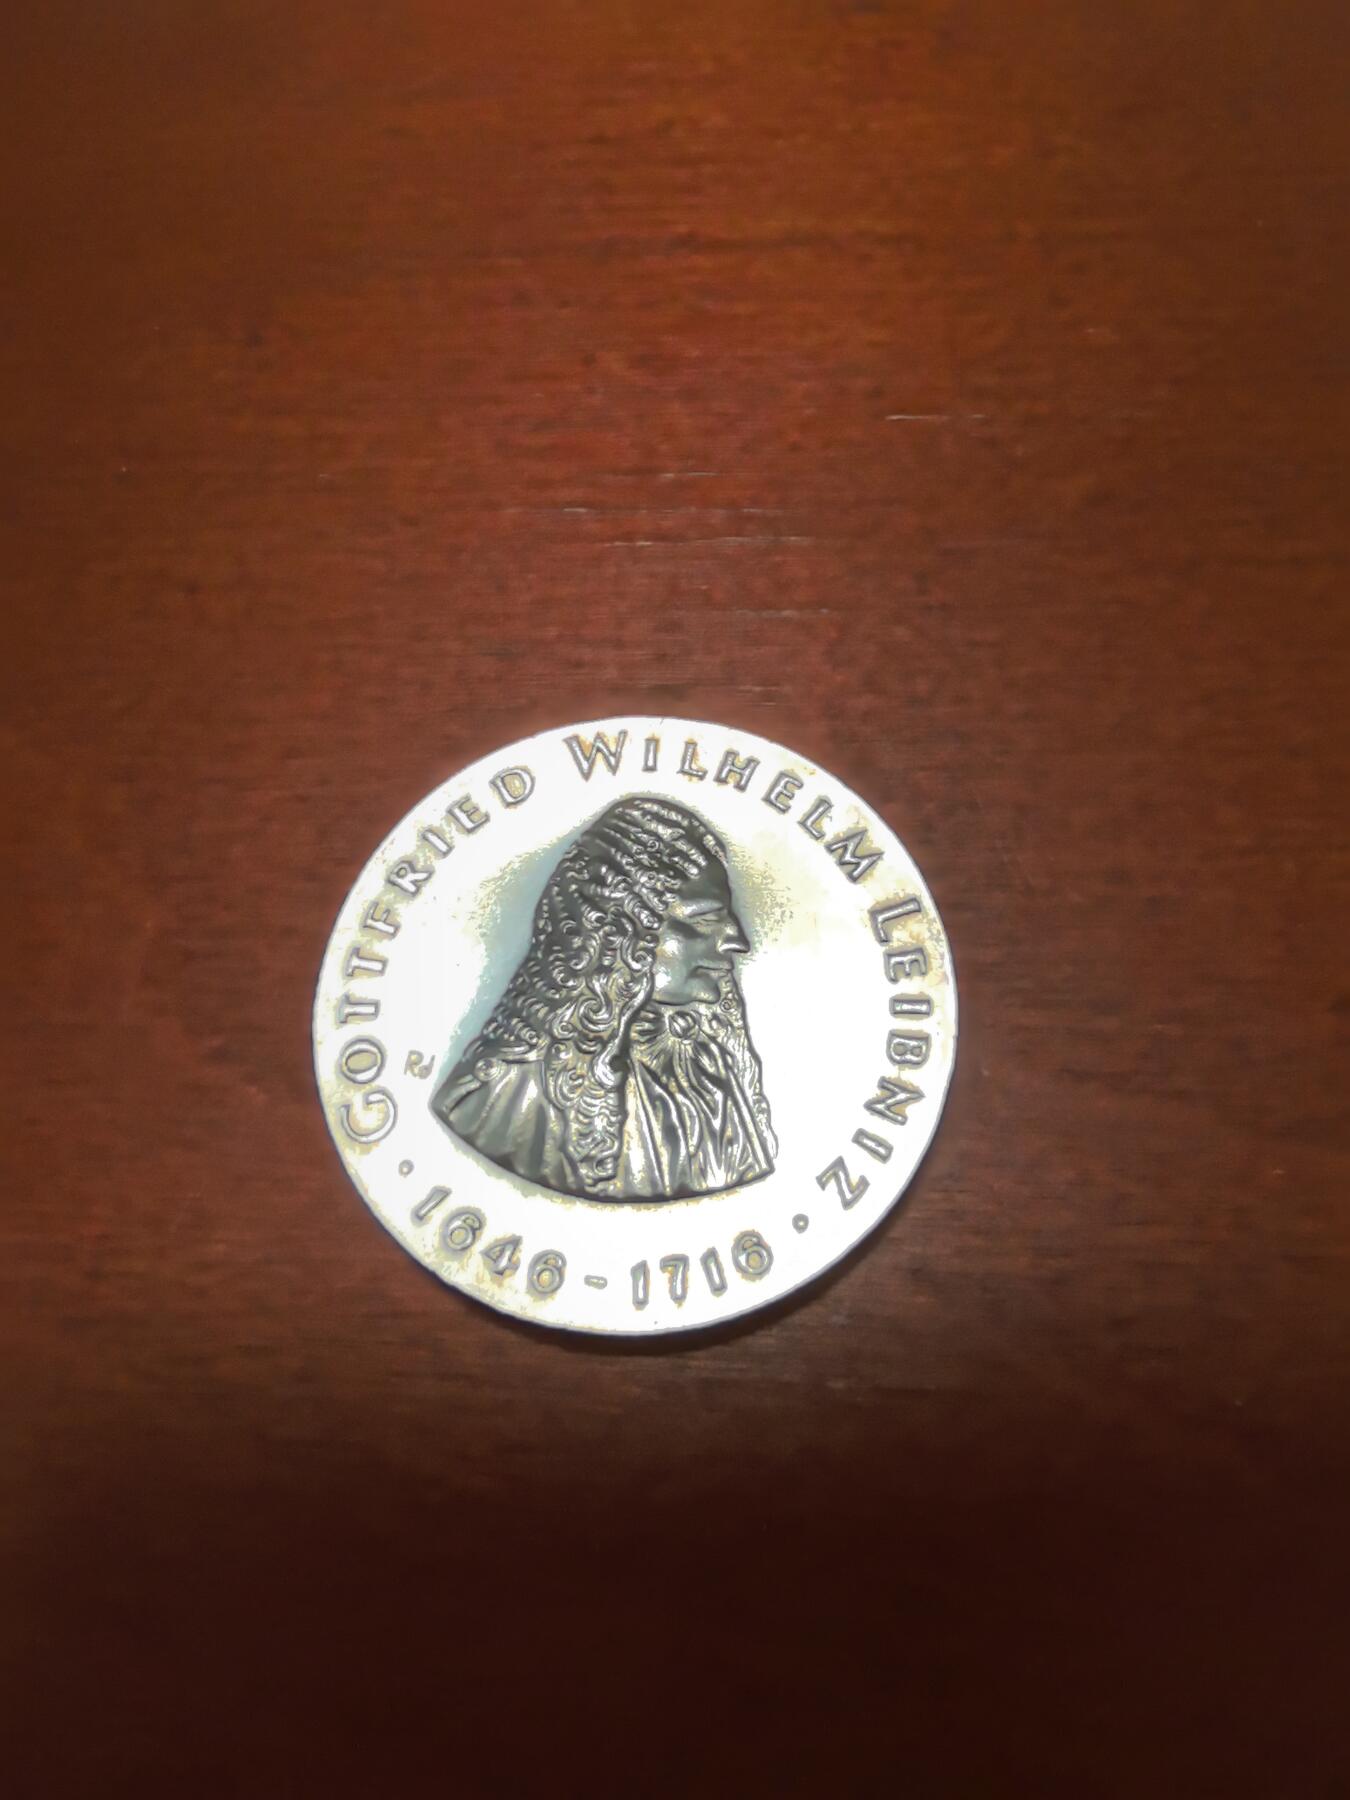 GOTTFRIED WILHELM LEIBNIZ
· 1646 - 1716 ·